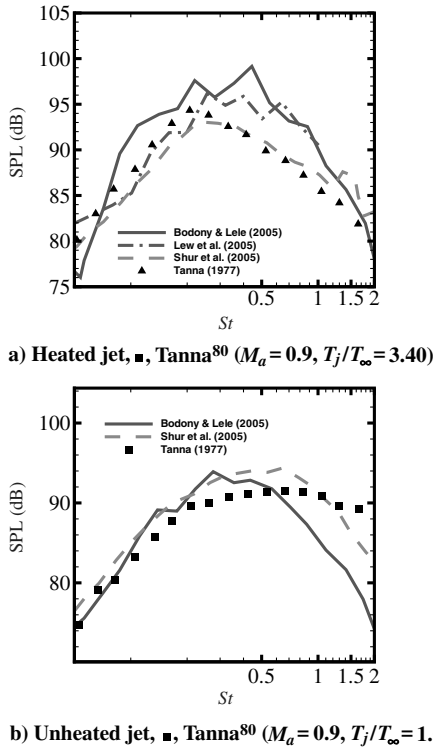 100
95
90
85
80
75
SPL (dB)
Bodony & Lele (2005)
Lew et al. (2005)
Shur et al. (2005)
Tanna (1977)
0.5 1 1.5 2
St
a) Heated jet, ■, Tanna⁸⁰ (Mₐ = 0.9, Tⱼ/T∞ = 3.40)
100
90
80
SPL (dB)
Bodony & Lele (2005)
Shur et al. (2005)
Tanna (1977)
0.5 1 1.5 2
St
b) Unheated jet, ■, Tanna⁸⁰ (Mₐ = 0.9, Tⱼ/T∞ = 1.